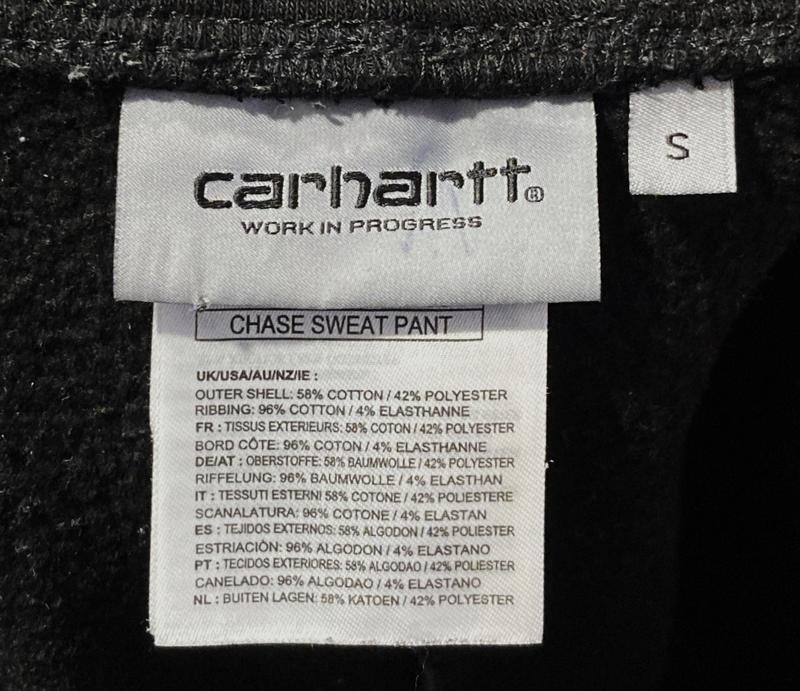 carhartt®
WORK IN PROGRESS
S
CHASE SWEAT PANT
UK/USA/AU/NZ/IE :
OUTER SHELL: 58% COTTON / 42% POLYESTER
RIBBING: 96% COTTON / 4% ELASTHANNE
FR : TISSUS EXTERIEURS: 58% COTON / 42% POLYESTER
BORD CÔTE: 96% COTON / 4% ELASTHANNE
DE/AT : OBERSTOFFE: 58% BAUMWOLLE / 42% POLYESTER
RIFFELUNG: 96% BAUMWOLLE / 4% ELASTHAN
IT : TESSUTI ESTERNI 58% COTONE / 42% POLIESTERE
SCANALATURA: 96% COTONE / 4% ELASTAN
ES : TEJIDOS EXTERNOS: 58% ALGODON / 42% POLIESTER
ESTRIACIÓN: 96% ALGODON / 4% ELASTANO
PT : TECIDOS EXTERIORES: 58% ALGODAO / 42% POLIESTER
CANELADO: 96% ALGODAO / 4% ELASTANO
NL : BUITEN LAGEN: 58% KATOEN / 42% POLYESTER